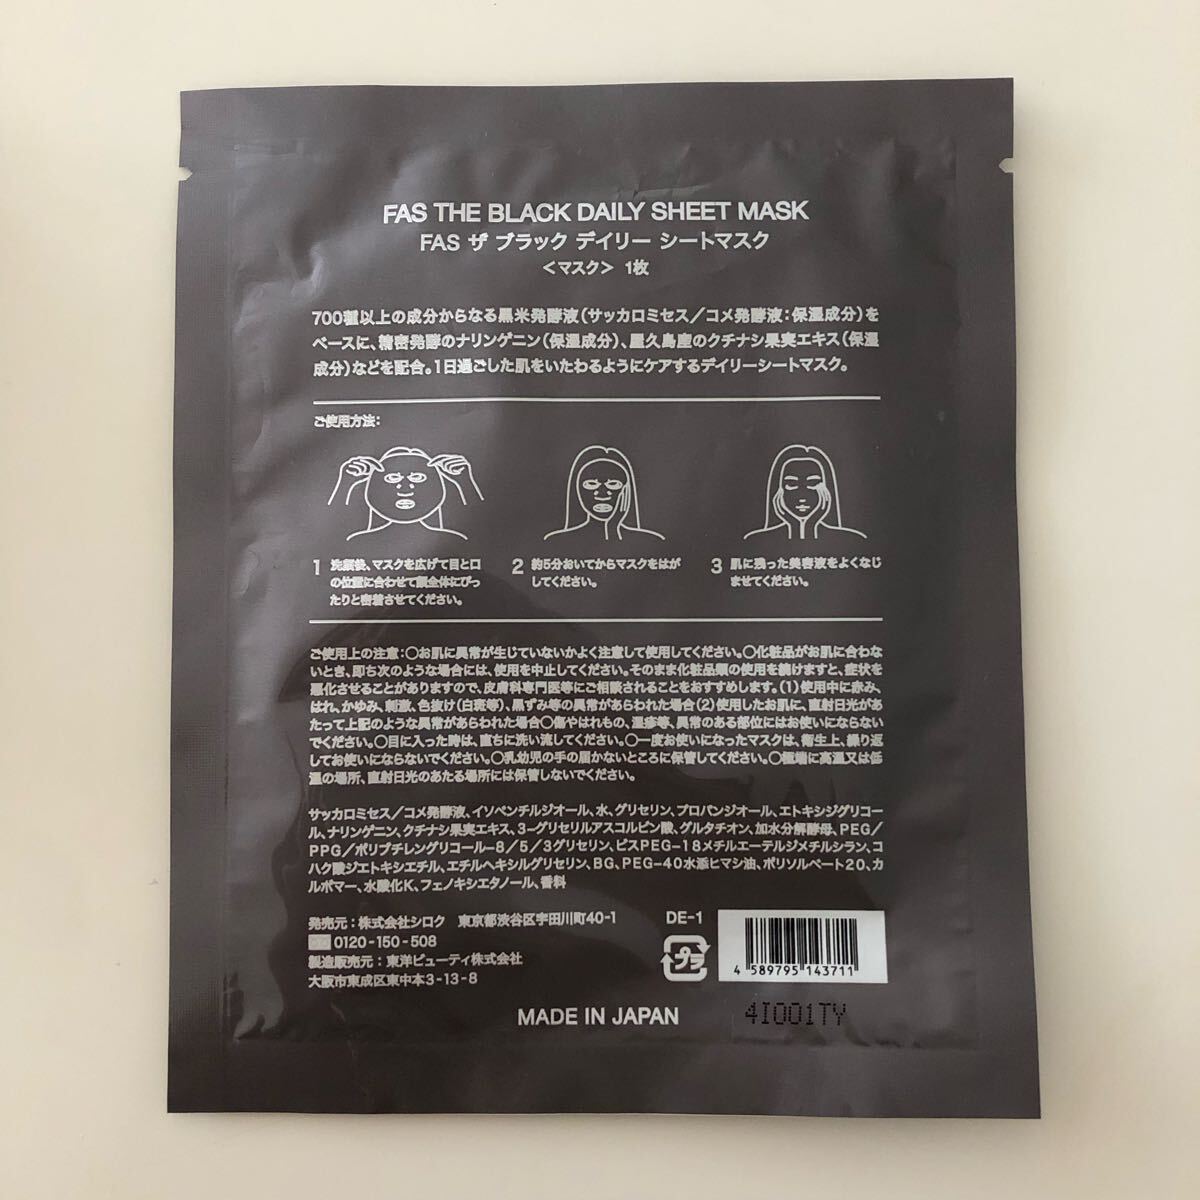 FAS THE BLACK DAILY SHEET MASK
FAS ザ ブラック デイリー シートマスク
＜マスク＞ 1枚
700種以上の成分からなる黒米発酵液（サッカロミセス／コメ発酵液：保湿成分）を
ベースに、精密発酵のナリンゲニン（保湿成分）、屋久島産のクチナシ果実エキス（保湿
成分）などを配合。1日過ごした肌をいたわるようにケアするデイリーシートマスク。
ご使用方法：
1 洗顔後、マスクを広げて目と口
の位置に合わせて顔全体にぴっ
たりと密着させてください。
2 約5分おいてからマスクをはが
してください。
3 肌に残った美容液をよくなじ
ませてください。
ご使用上の注意：〇お肌に異常が生じていないかよく注意して使用してください。〇化粧品がお肌に合わな
いとき、即ち次のような場合には、使用を中止してください。そのまま化粧品類の使用を続けますと、症状を
悪化させることがありますので、皮膚科専門医等にご相談されることをおすすめします。（1）使用中に赤み、
はれ、かゆみ、刺激、色抜け（白斑等）、黒ずみ等の異常があらわれた場合（2）使用したお肌に、直射日光があ
たって上記のような異常があらわれた場合〇傷やはれもの、湿疹等、異常のある部位にはお使いにならない
でください。〇目に入った時は、直ちに洗い流してください。〇一度お使いになったマスクは、衛生上、繰り返
してお使いにならないでください。〇乳幼児の手の届かないところに保管してください。〇極端に高温又は低
温の場所、直射日光のあたる場所には保管しないでください。
サッカロミセス／コメ発酵液、イソペンチルジオール、水、グリセリン、プロパンジオール、エトキシジグリコー
ル、ナリンゲニン、クチナシ果実エキス、3-グリセリルアスコルビン酸、グルタチオン、加水分解酵母、PEG／
PPG／ポリブチレングリコール-8／5／3グリセリン、ビスPEG-18メチルエーテルジメチルシラン、コ
ハク酸ジエトキシエチル、エチルヘキシルグリセリン、BG、PEG-40水添ヒマシ油、ポリソルベート20、カ
ルボマー、水酸化K、フェノキシエタノール、香料
発売元：株式会社シロク 東京都渋谷区宇田川町40-1
0120-150-508
製造販売元：東洋ビューティ株式会社
大阪市東成区東中本3-13-8
DE-1
プラ
4 589795 143711
MADE IN JAPAN
4I001TY